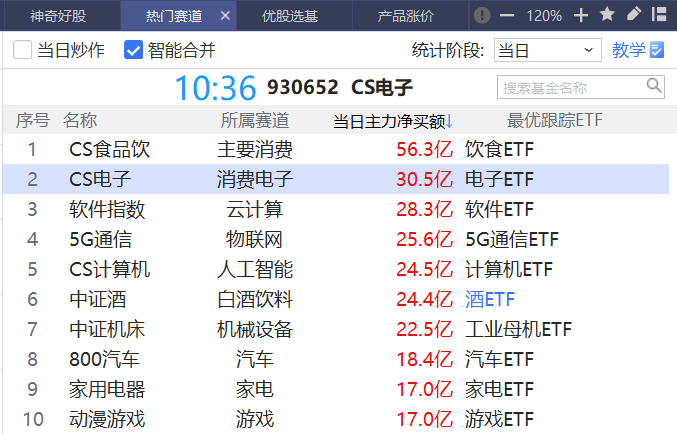 神奇好股 热门赛道 优股选基 产品涨价 120%
当日炒作 智能合并 统计阶段: 当日 教学
10:36 930652 CS电子 搜索基金名称
序号 名称 所属赛道 当日主力净买额↓ 最优跟踪ETF
1 CS食品饮 主要消费 56.3亿 饮食ETF
2 CS电子 消费电子 30.5亿 电子ETF
3 软件指数 云计算 28.3亿 软件ETF
4 5G通信 物联网 25.6亿 5G通信ETF
5 CS计算机 人工智能 24.5亿 计算机ETF
6 中证酒 白酒饮料 24.4亿 酒ETF
7 中证机床 机械设备 22.5亿 工业母机ETF
8 800汽车 汽车 18.4亿 汽车ETF
9 家用电器 家电 17.0亿 家电ETF
10 动漫游戏 游戏 17.0亿 游戏ETF